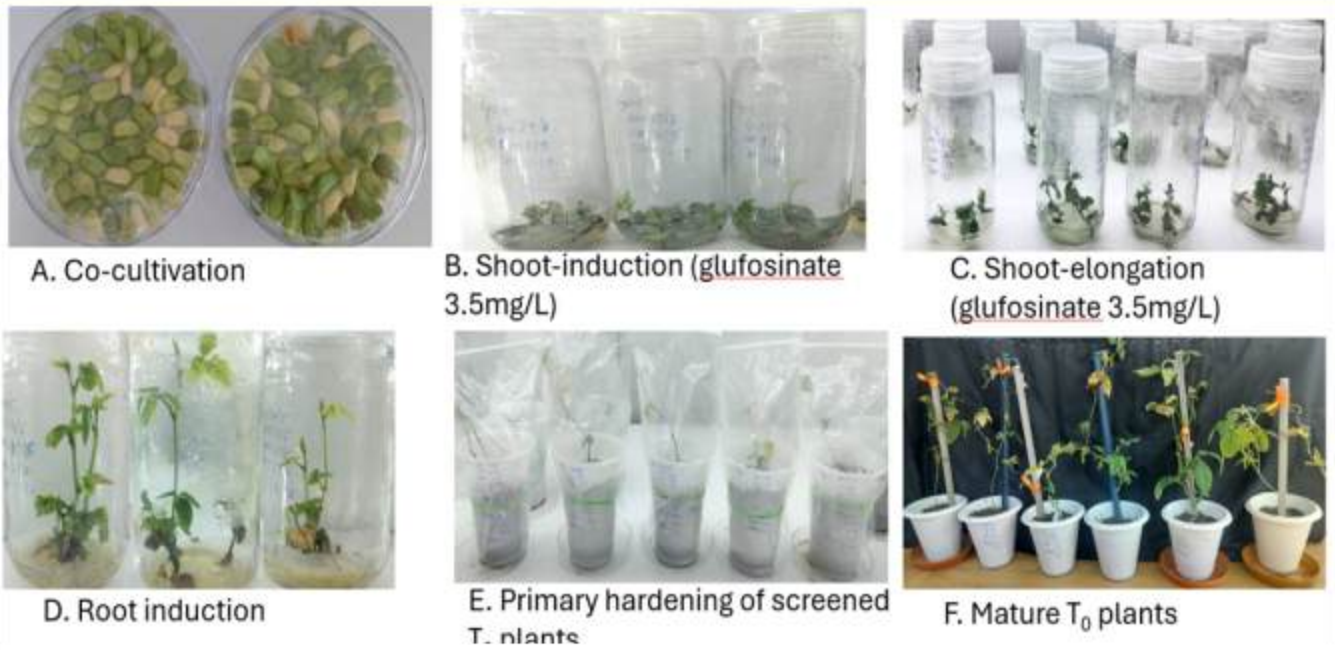 A. Co-cultivation
B. Shoot-induction (glufosinate
3.5mg/L)
C. Shoot-elongation
(glufosinate 3.5mg/L)
D. Root induction
E. Primary hardening of screened
plants
F. Mature T₀ plants